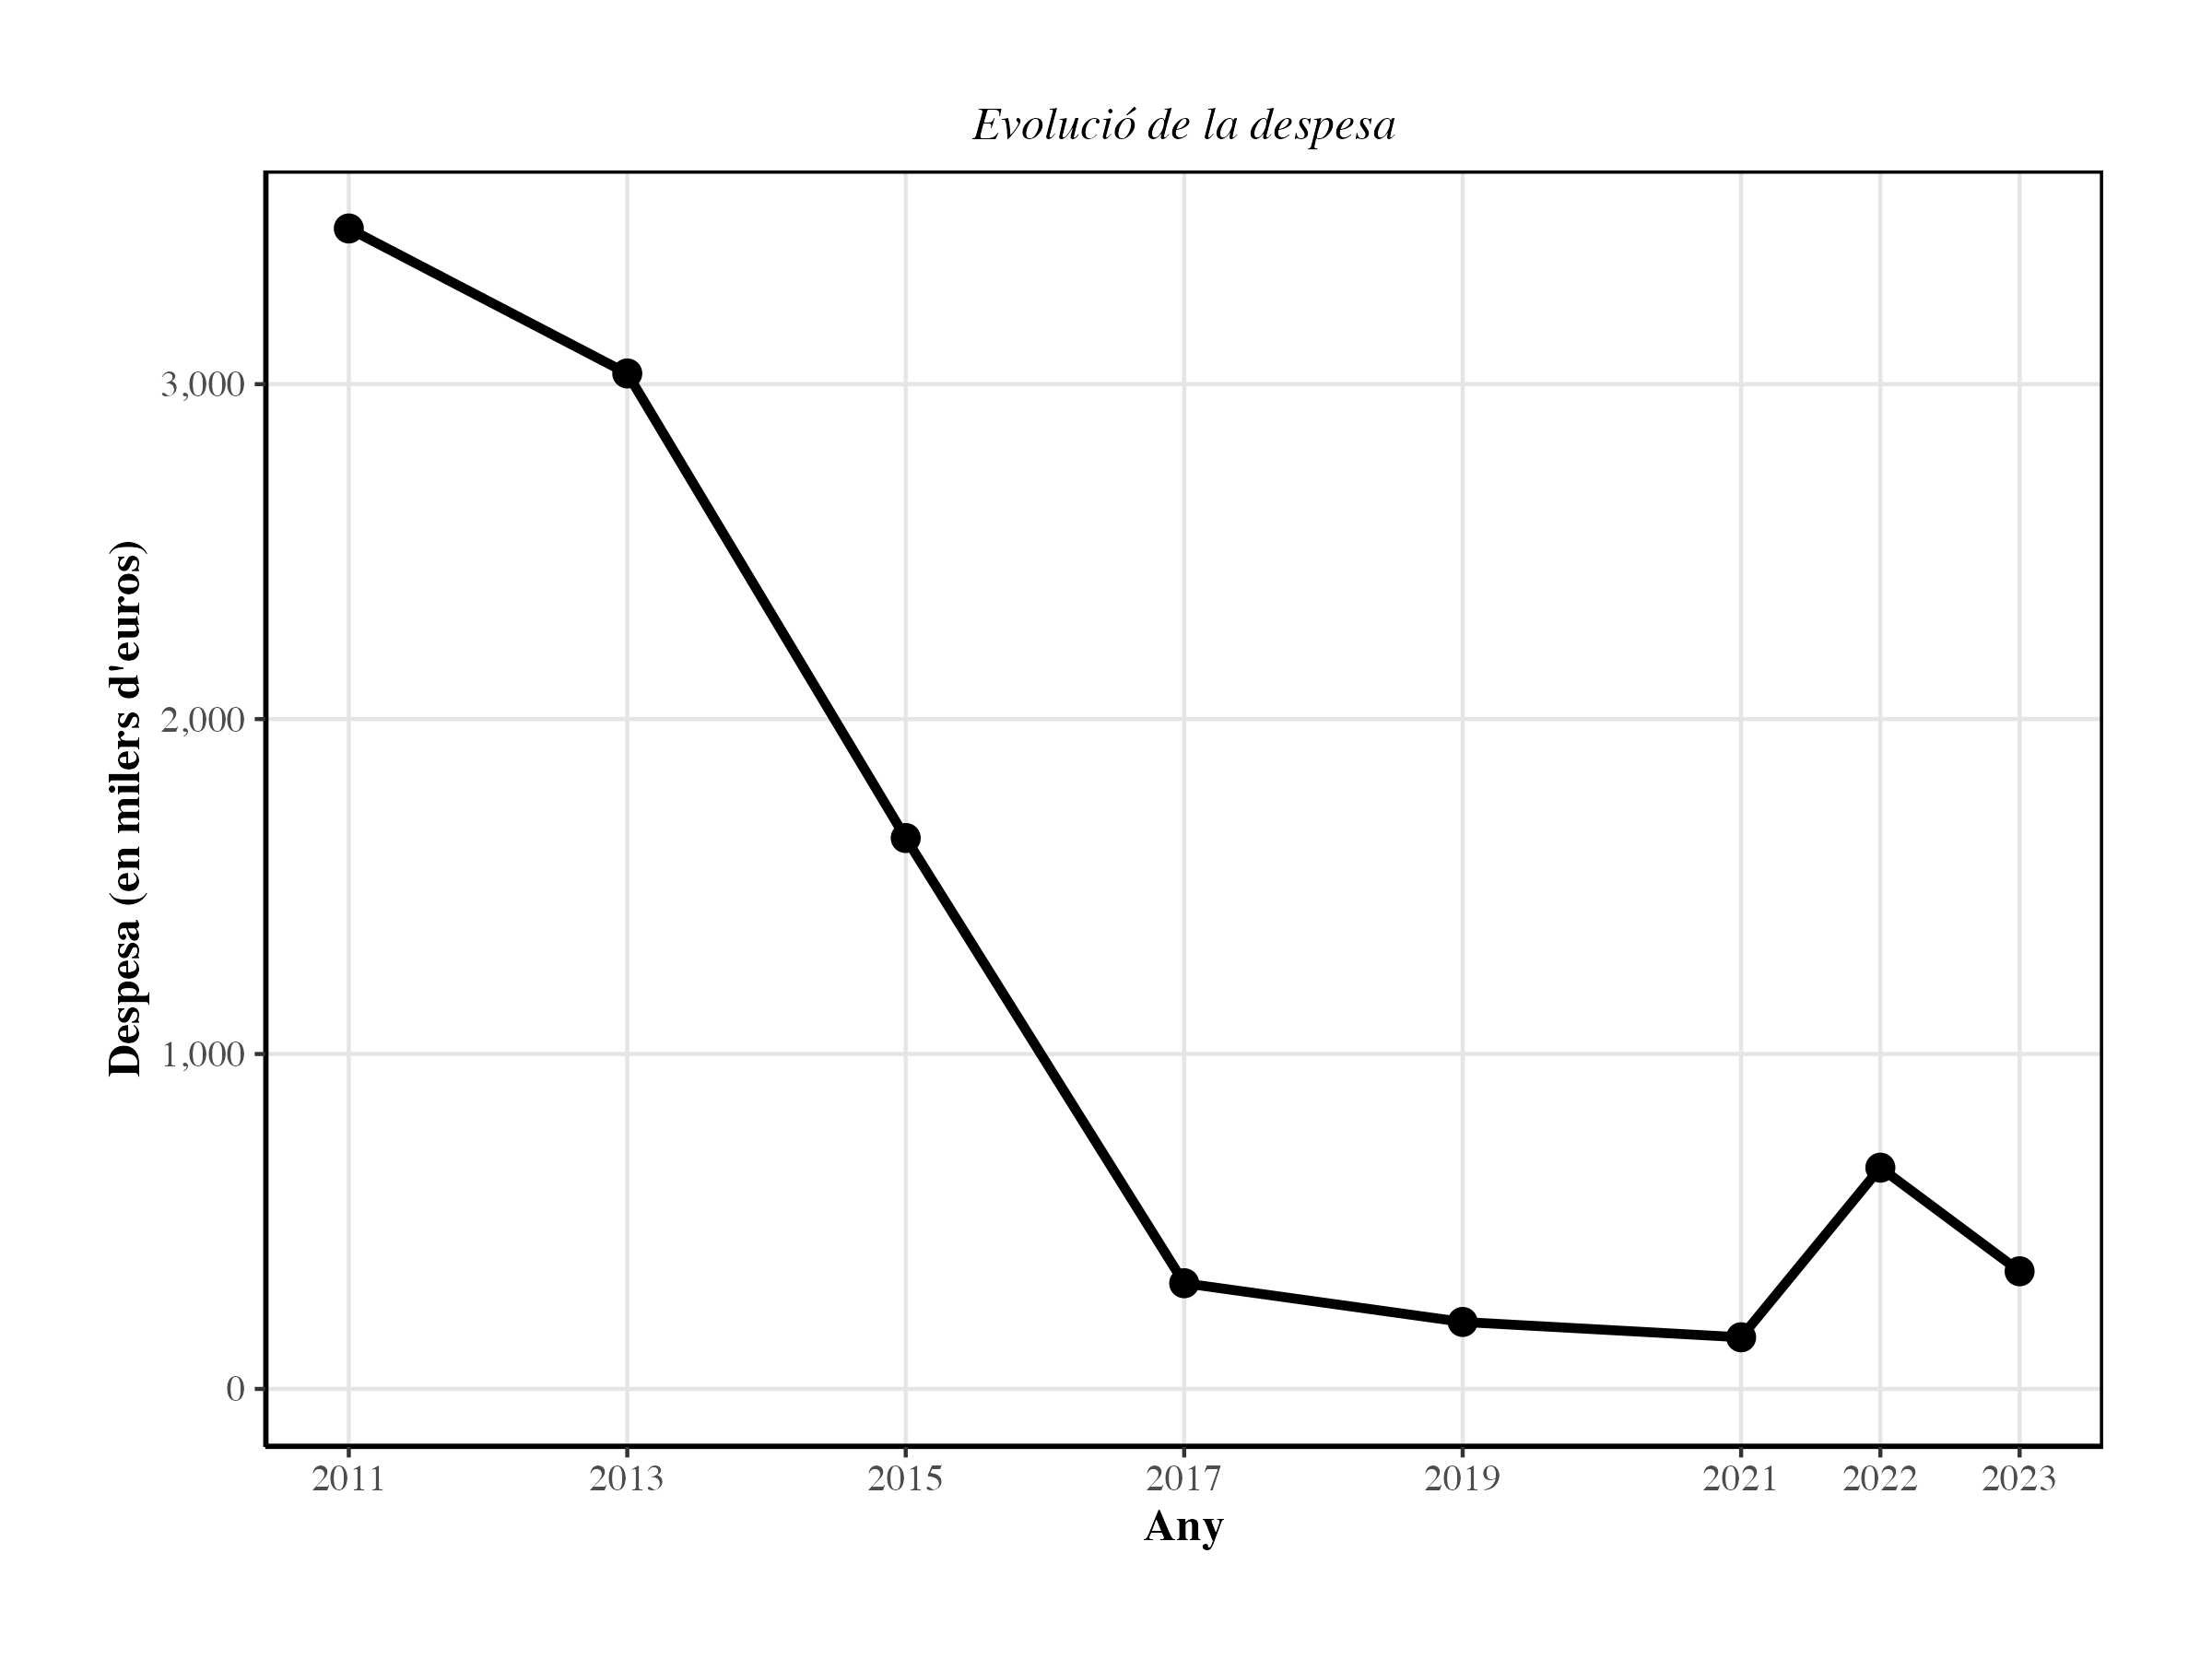 Evolució de la despesa
Despesa (en milers d'euros)
3,000
2,000
1,000
0
2011 2013 2015 2017 2019 2021 2022 2023
Any